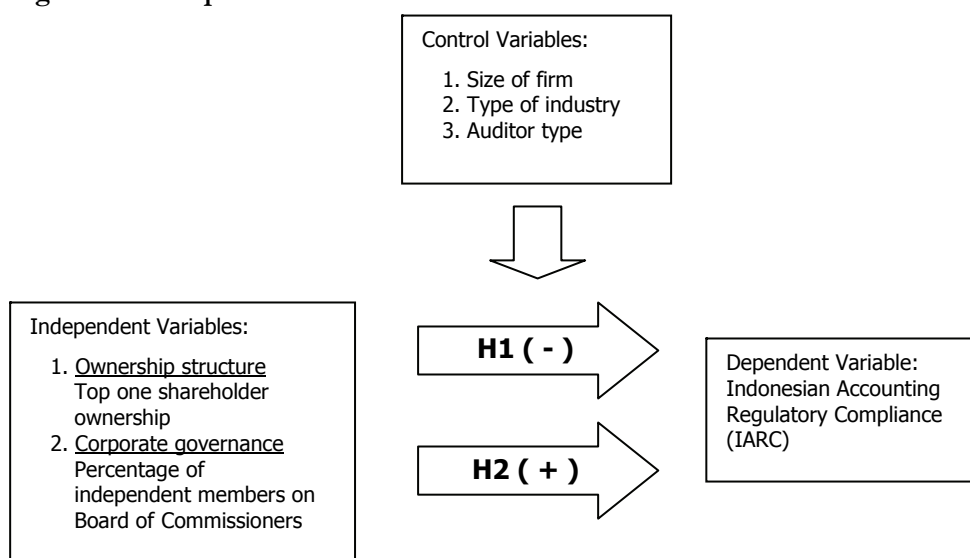 Control Variables:
1. Size of firm
2. Type of industry
3. Auditor type
Independent Variables:
1. Ownership structure
Top one shareholder
ownership
2. Corporate governance
Percentage of
independent members on
Board of Commissioners
H1 ( - )
H2 ( + )
Dependent Variable:
Indonesian Accounting
Regulatory Compliance
(IARC)